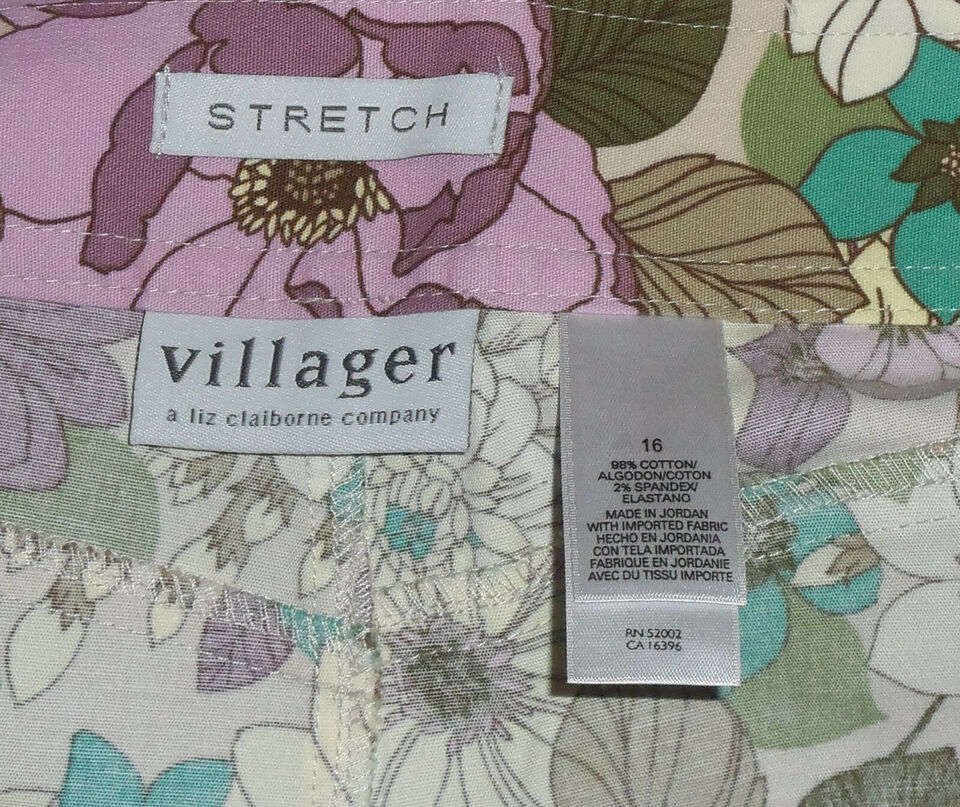 STRETCH
villager
a liz claiborne company
16
98% COTTON/
ALGODON/COTON
2% SPANDEX/
ELASTANO
MADE IN JORDAN
WITH IMPORTED FABRIC
HECHO EN JORDANIA
CON TELA IMPORTADA
FABRIQUE EN JORDANIE
AVEC DU TISSU IMPORTE
RN 52002
CA 16396